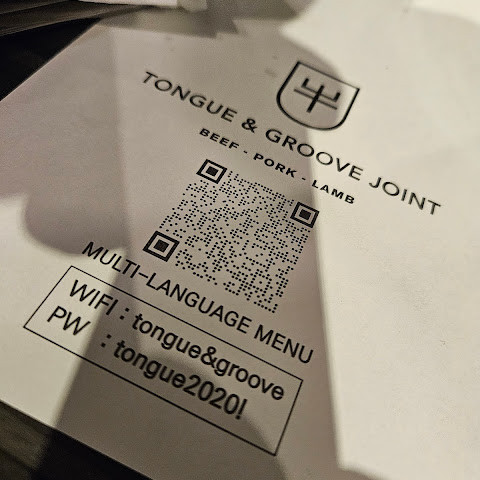 TONGUE & GROOVE JOINT
BEEF - PORK - LAMB
MULTI-LANGUAGE MENU
WIFI : tongue&groove
PW : tongue2020!